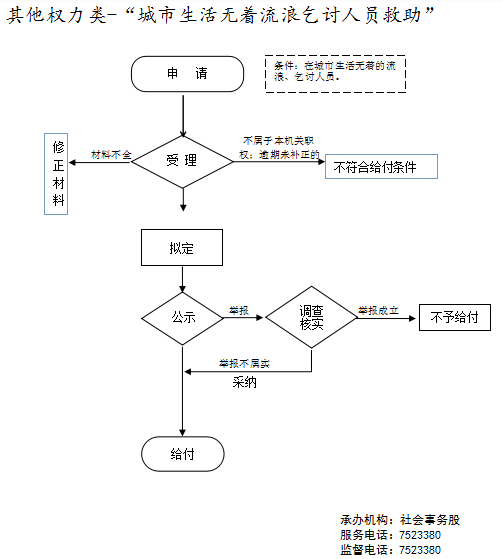 其他权力类-“城市生活无着流浪乞讨人员救助”
申 请
条件：在城市生活无着的流
浪、乞讨人员。
修
正
材
料
材料不全
受 理
不属于本机关职
权；逾期未补正的
不符合给付条件
拟定
公示
举报
调查
核实
举报成立
不予给付
举报不属实
采纳
给付
承办机构：社会事务股
服务电话：7523380
监督电话：7523380